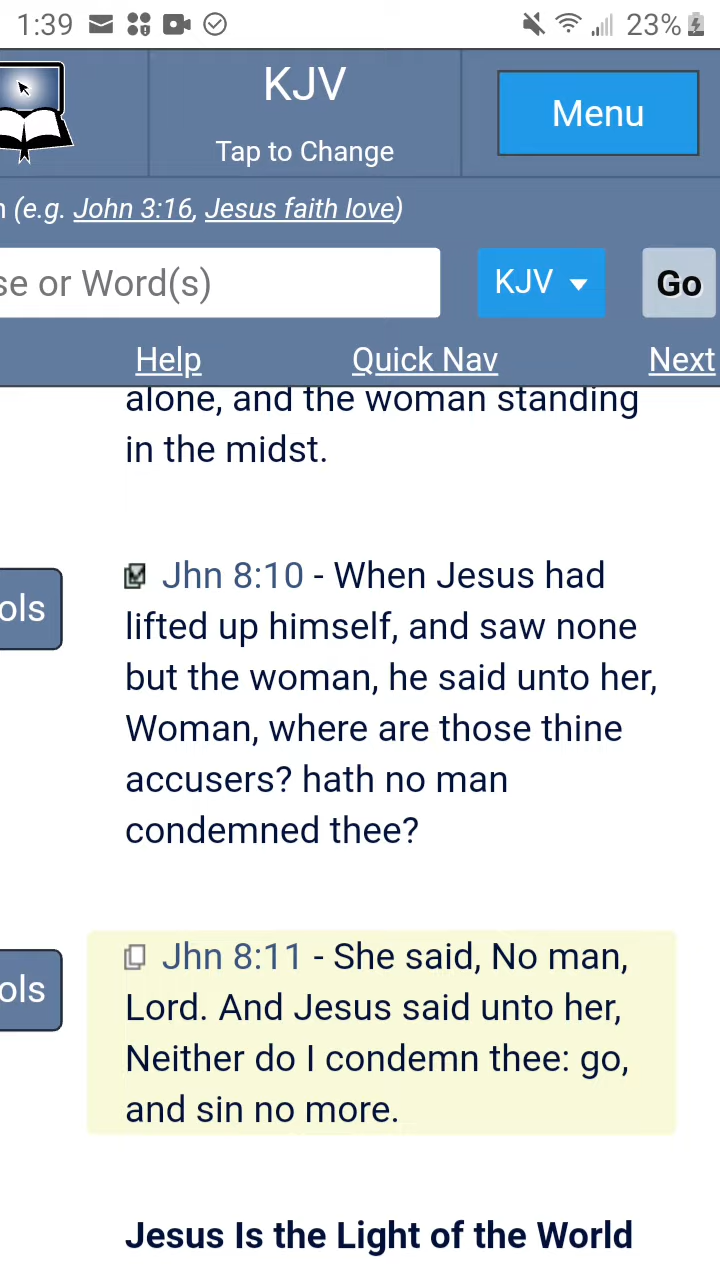 1:39 23%
KJV
Tap to Change
Menu
n (e.g. John 3:16, Jesus faith love)
se or Word(s)
KJV
Go
Help Quick Nav Next
alone, and the woman standing
in the midst.
ols
Jhn 8:10 - When Jesus had
lifted up himself, and saw none
but the woman, he said unto her,
Woman, where are those thine
accusers? hath no man
condemned thee?
ols
Jhn 8:11 - She said, No man,
Lord. And Jesus said unto her,
Neither do I condemn thee: go,
and sin no more.
Jesus Is the Light of the World